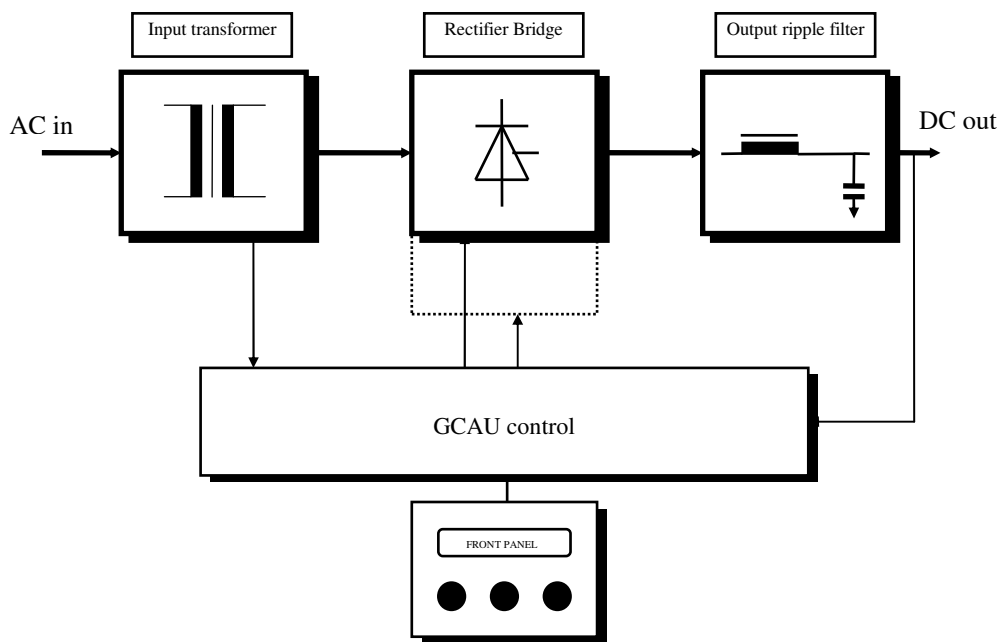 Input transformer
Rectifier Bridge
Output ripple filter
AC in
DC out
GCAU control
FRONT PANEL